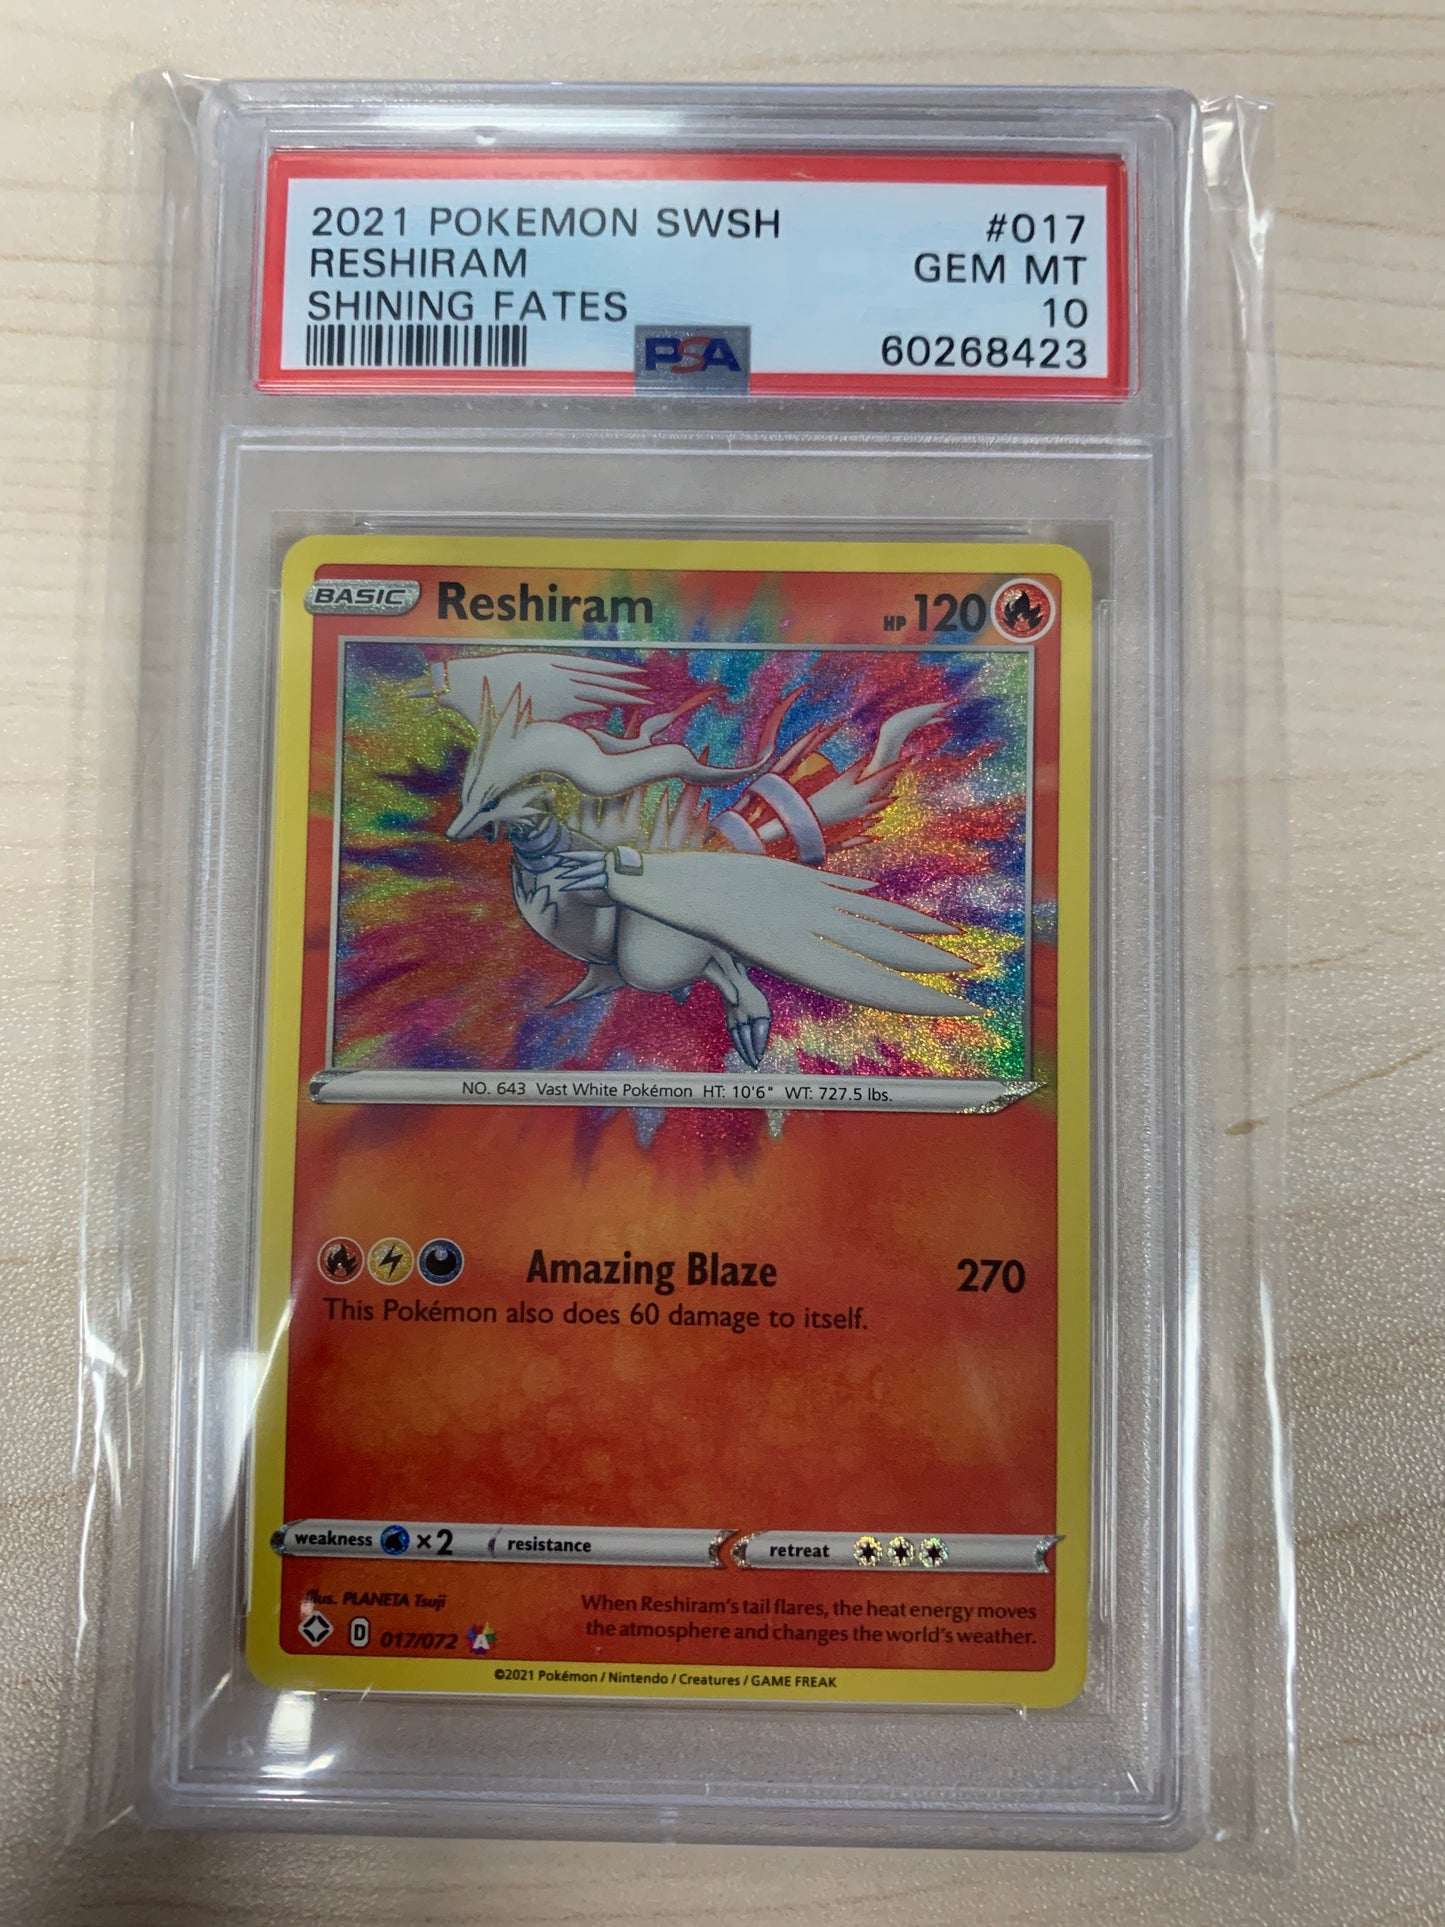 2021 POKEMON SWSH #017
RESHIRAM GEM MT
SHINING FATES 10
PSA 60268423
BASIC Reshiram HP 120
NO. 643 Vast White Pokémon HT: 10'6" WT: 727.5 lbs.
Amazing Blaze 270
This Pokémon also does 60 damage to itself.
weakness ×2 resistance retreat
Illus. PLANETA Tsuji
When Reshiram's tail flares, the heat energy moves
the atmosphere and changes the world's weather.
D 017/072 A
©2021 Pokémon / Nintendo / Creatures / GAME FREAK